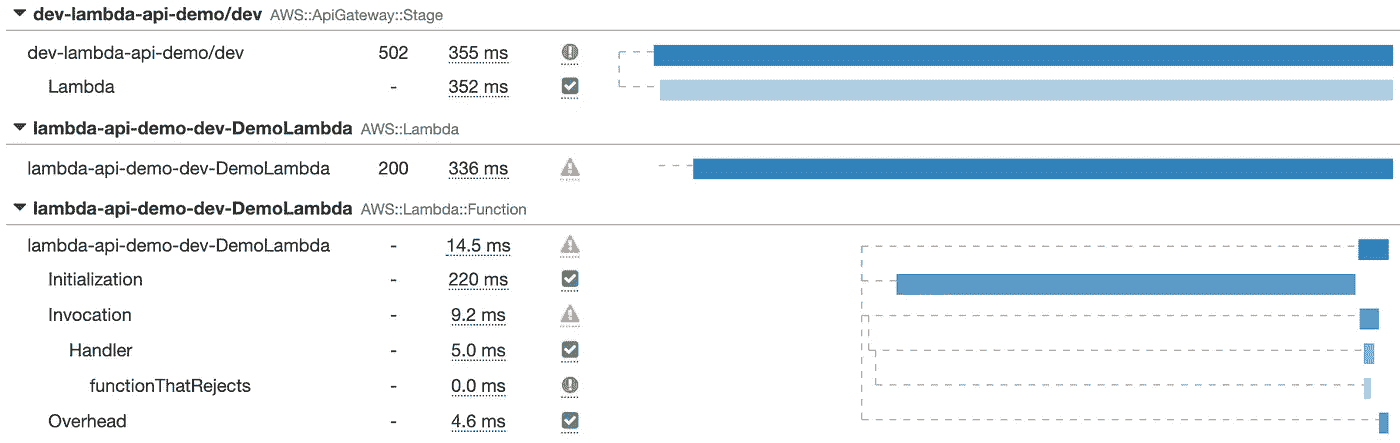 dev-lambda-api-demo/dev AWS::ApiGateway::Stage
dev-lambda-api-demo/dev 502 355 ms
Lambda - 352 ms
lambda-api-demo-dev-DemoLambda AWS::Lambda
lambda-api-demo-dev-DemoLambda 200 336 ms
lambda-api-demo-dev-DemoLambda AWS::Lambda::Function
lambda-api-demo-dev-DemoLambda - 14.5 ms
Initialization - 220 ms
Invocation - 9.2 ms
Handler - 5.0 ms
functionThatRejects - 0.0 ms
Overhead - 4.6 ms